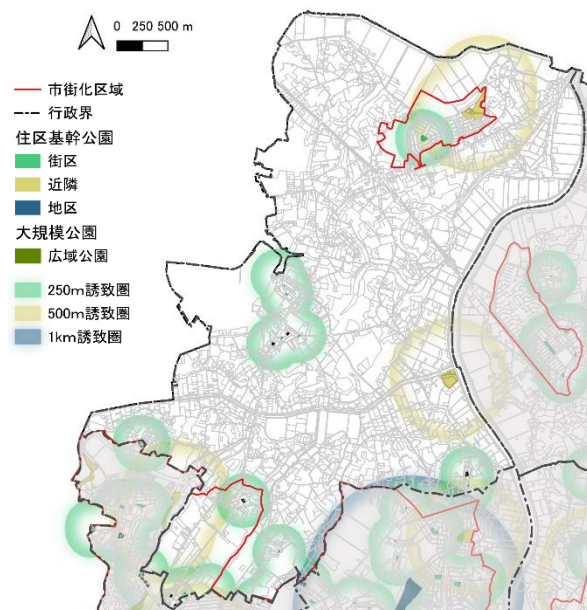 0 250 500 m
市街化区域
行政界
住区基幹公園
街区
近隣
地区
大規模公園
広域公園
250m誘致圏
500m誘致圏
1km誘致圏